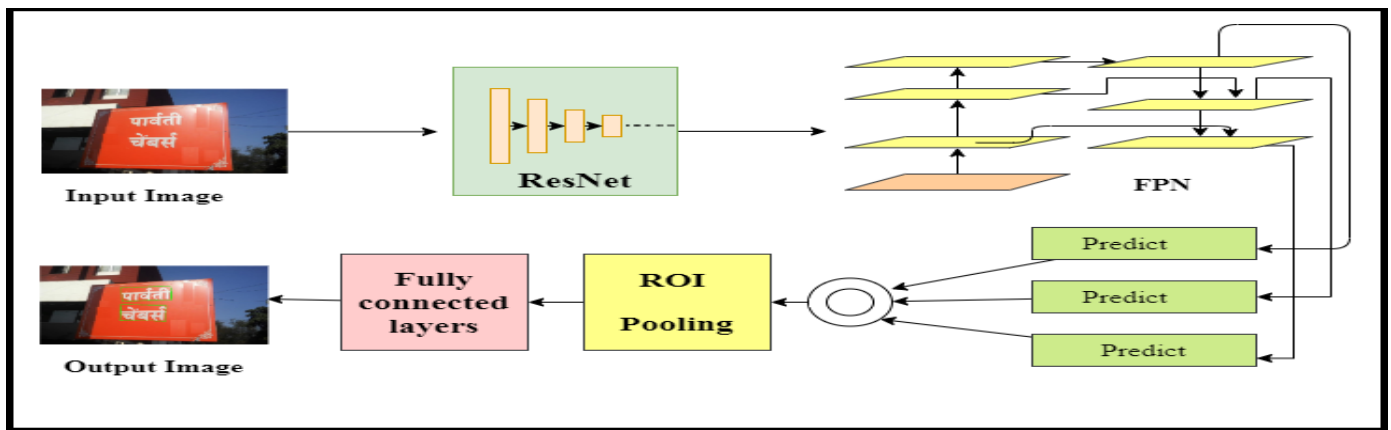 पार्वती
चेंबर्स
Input Image
ResNet
FPN
Predict
Predict
Predict
ROI
Pooling
Fully
connected
layers
पार्वती
चेंबर्स
Output Image